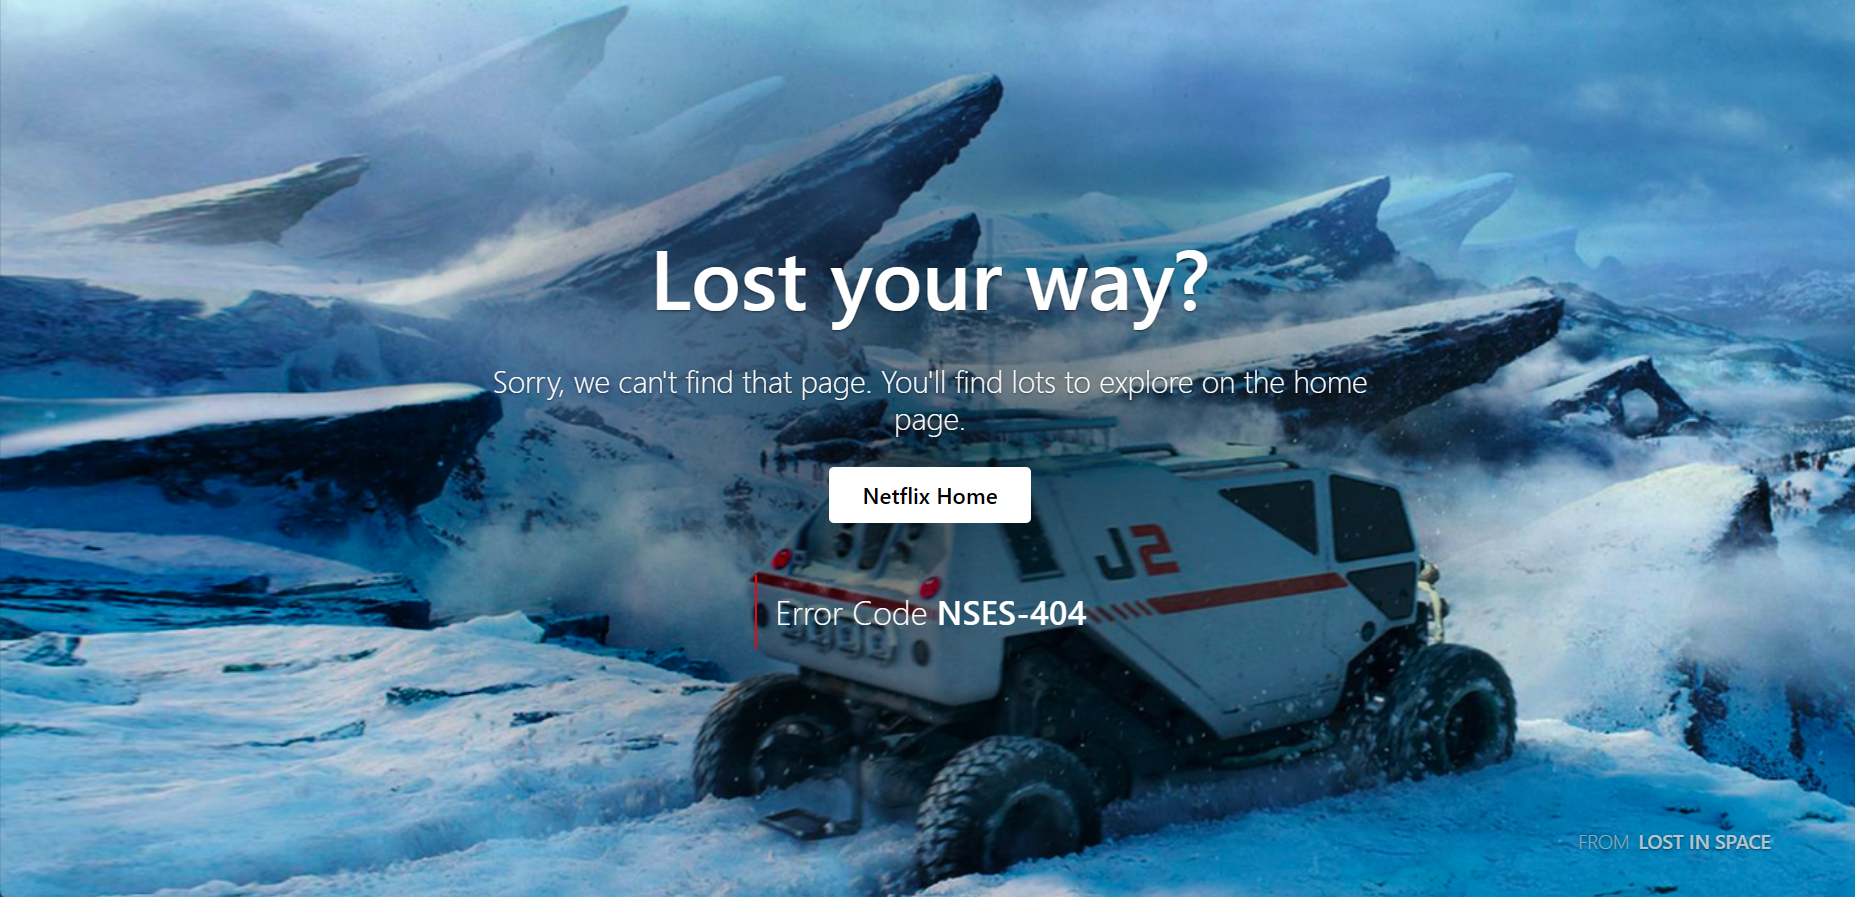 Lost your way?
Sorry, we can't find that page. You'll find lots to explore on the home
page.
Netflix Home
J2
Error Code NSES-404
FROM LOST IN SPACE